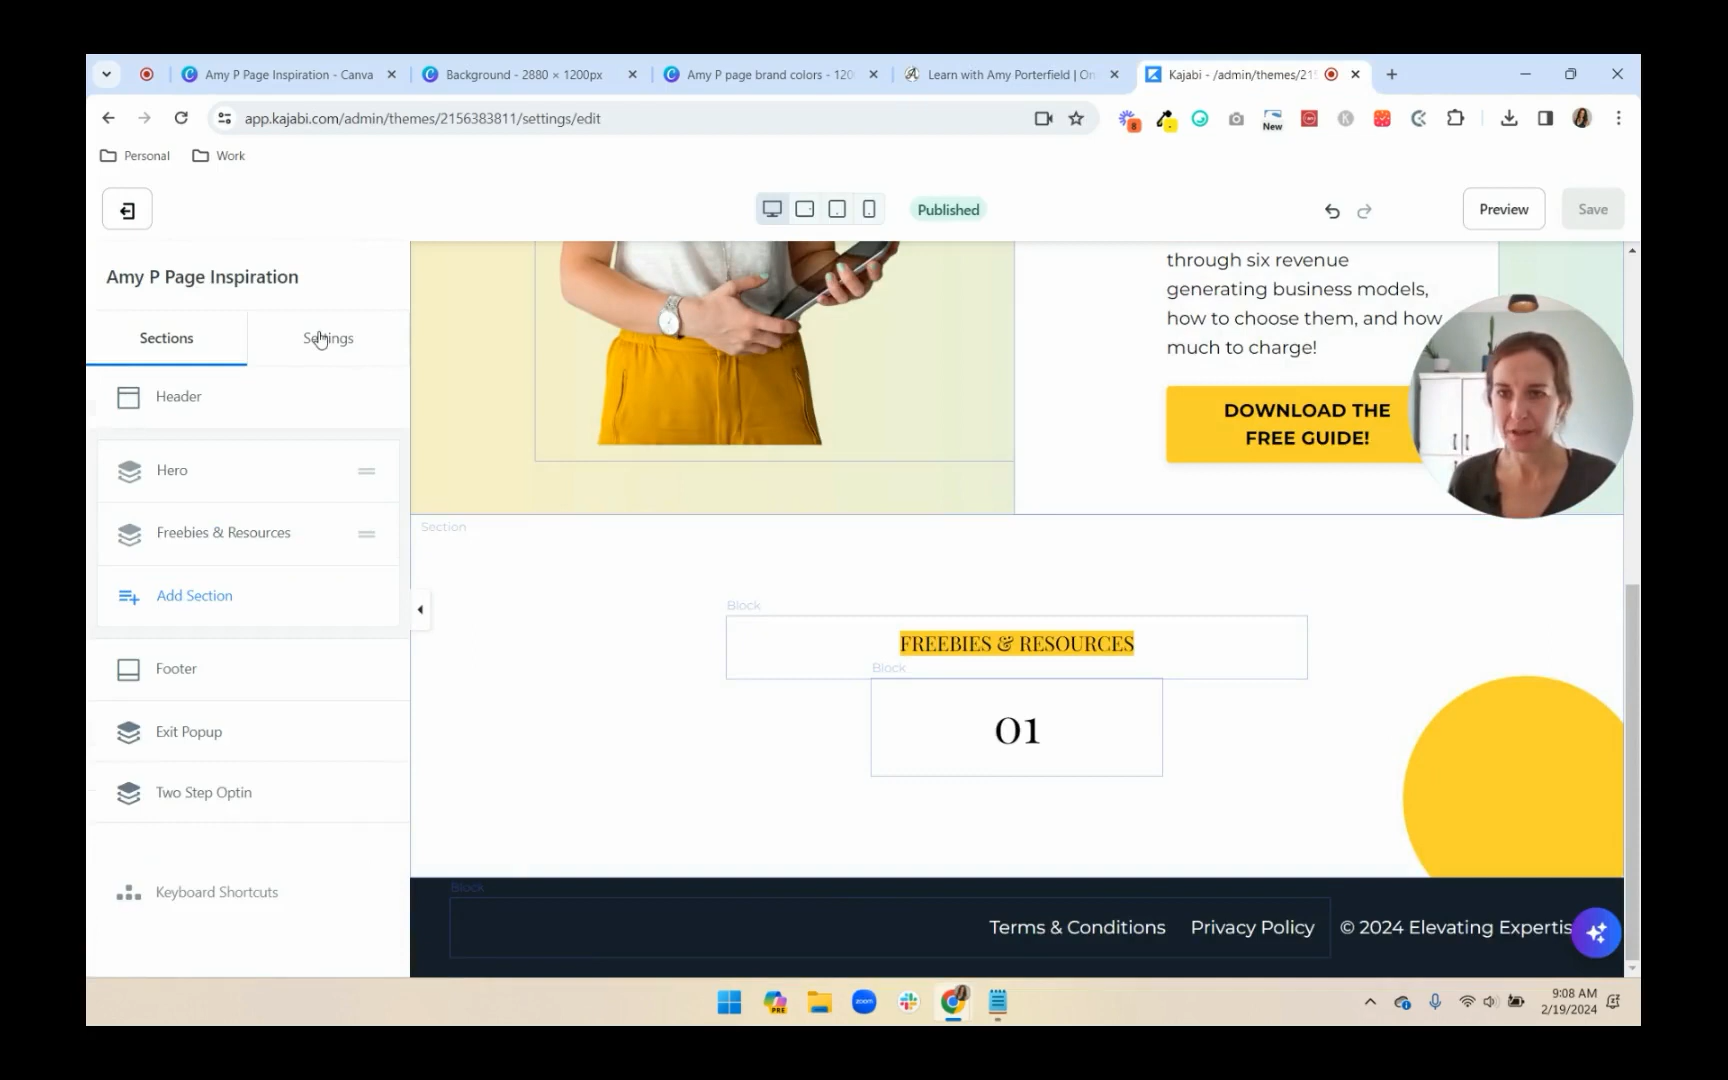 Amy P Page Inspiration - Canva
Background - 2880 × 1200px
Amy P page brand colors - 120
Learn with Amy Porterfield | On
Kajabi - /admin/themes/21
app.kajabi.com/admin/themes/2156383811/settings/edit
8
New
Personal
Work
Published
Preview
Save
Amy P Page Inspiration
Sections
Settings
Header
Hero
Freebies & Resources
Add Section
Footer
Exit Popup
Two Step Optin
Keyboard Shortcuts
through six revenue
generating business models,
how to choose them, and how
much to charge!
DOWNLOAD THE
FREE GUIDE!
Section
Block
FREEBIES & RESOURCES
Block
01
Block
Terms & Conditions
Privacy Policy
© 2024 Elevating Expertis
PRE
zoom
9:08 AM
2/19/2024